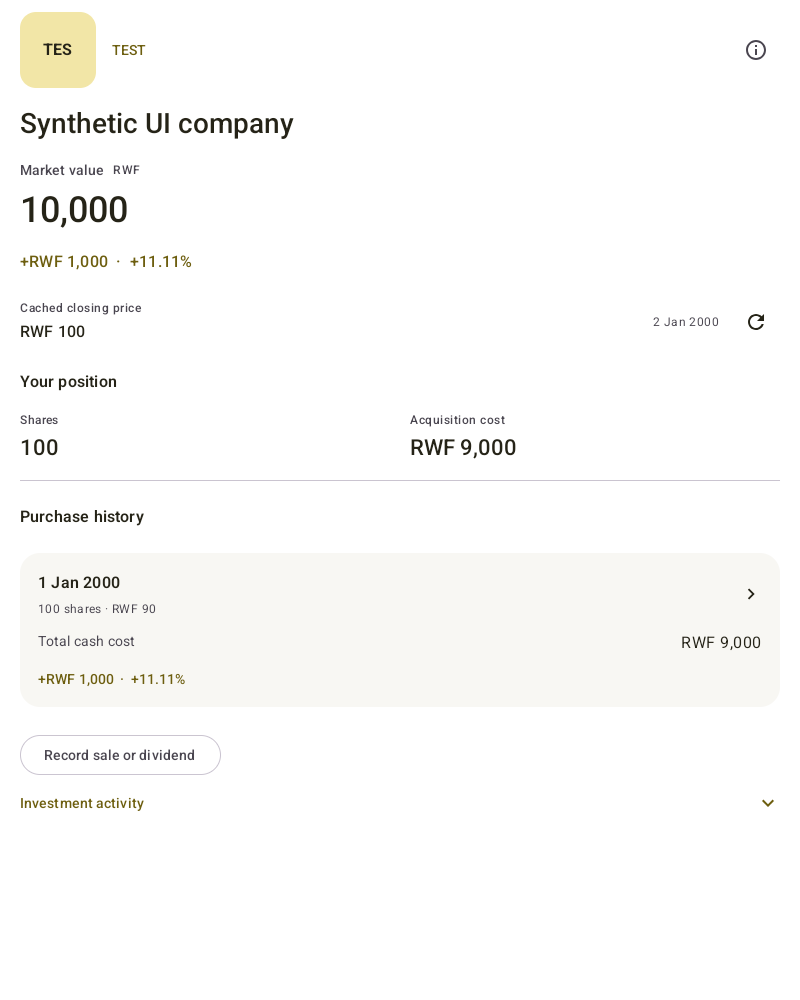 TES
TEST
Synthetic UI company
Market value RWF
10,000
+RWF 1,000 · +11.11%
Cached closing price
RWF 100
2 Jan 2000
Your position
Shares
100
Acquisition cost
RWF 9,000
Purchase history
1 Jan 2000
100 shares · RWF 90
Total cash cost
RWF 9,000
+RWF 1,000 · +11.11%
Record sale or dividend
Investment activity